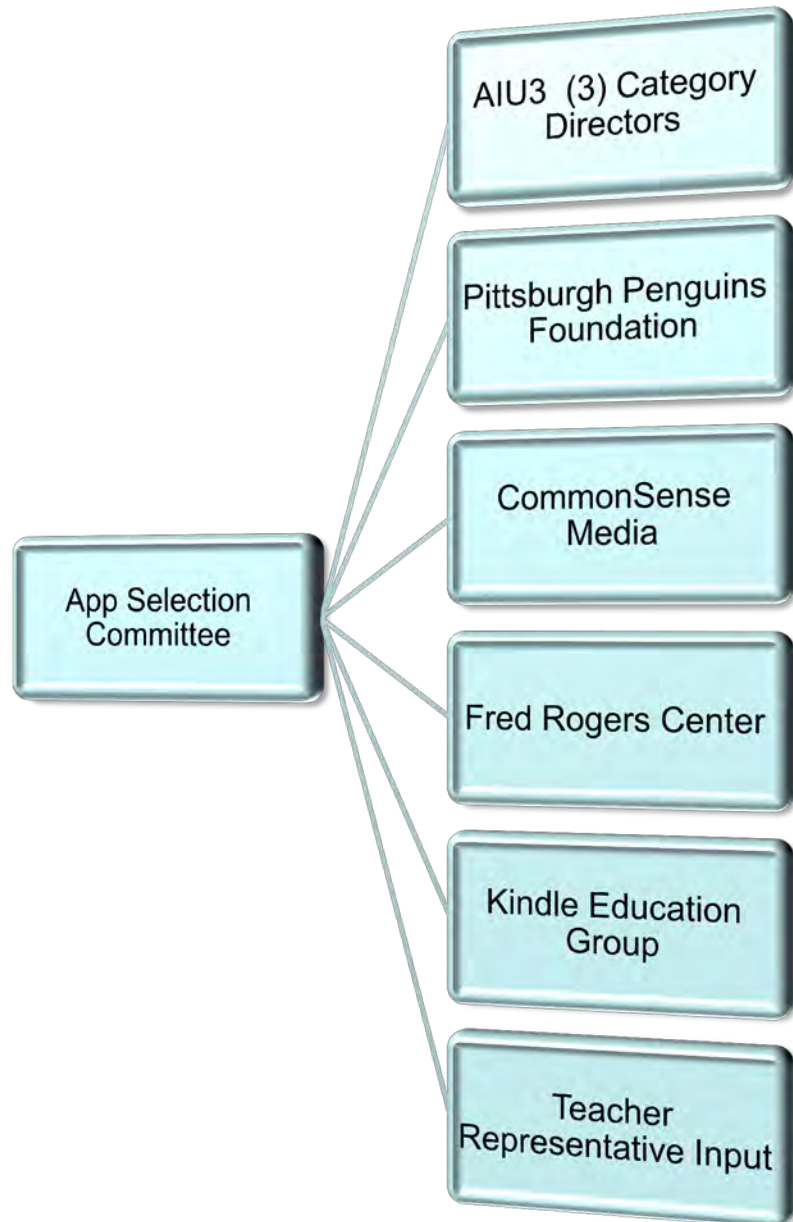 AIU3 (3) Category
Directors
Pittsburgh Penguins
Foundation
CommonSense
Media
App Selection
Committee
Fred Rogers Center
Kindle Education
Group
Teacher
Representative Input